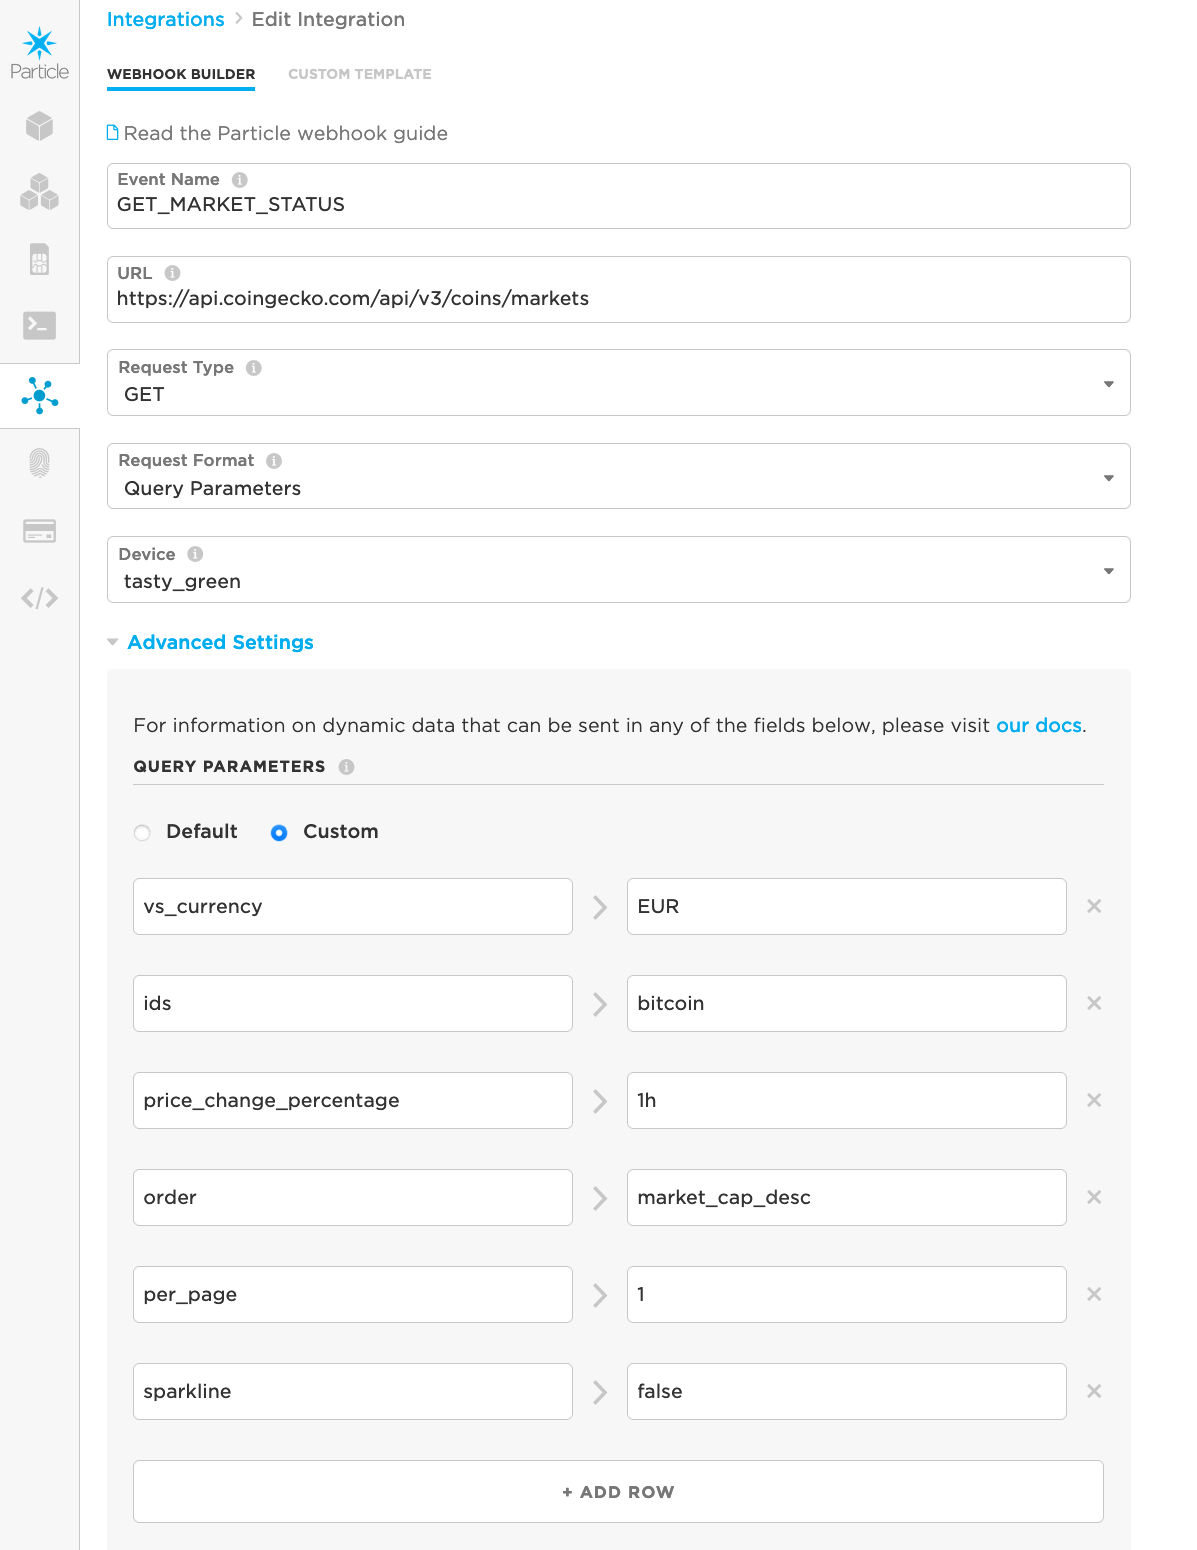 Particle
Integrations > Edit Integration
WEBHOOK BUILDER CUSTOM TEMPLATE
Read the Particle webhook guide
Event Name
GET_MARKET_STATUS
URL
https://api.coingecko.com/api/v3/coins/markets
Request Type
GET
Request Format
Query Parameters
Device
tasty_green
Advanced Settings
For information on dynamic data that can be sent in any of the fields below, please visit our docs.
QUERY PARAMETERS
Default Custom
vs_currency EUR
ids bitcoin
price_change_percentage 1h
order market_cap_desc
per_page 1
sparkline false
+ ADD ROW